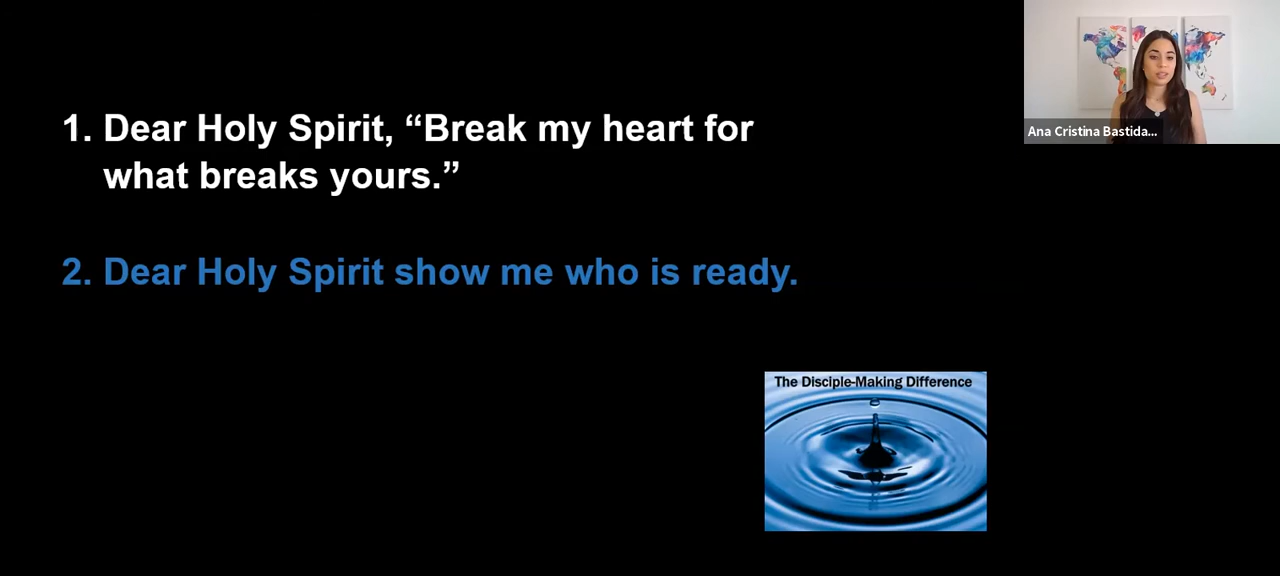 1. Dear Holy Spirit, “Break my heart for
what breaks yours.”
2. Dear Holy Spirit show me who is ready.
The Disciple-Making Difference
Ana Cristina Bastida...